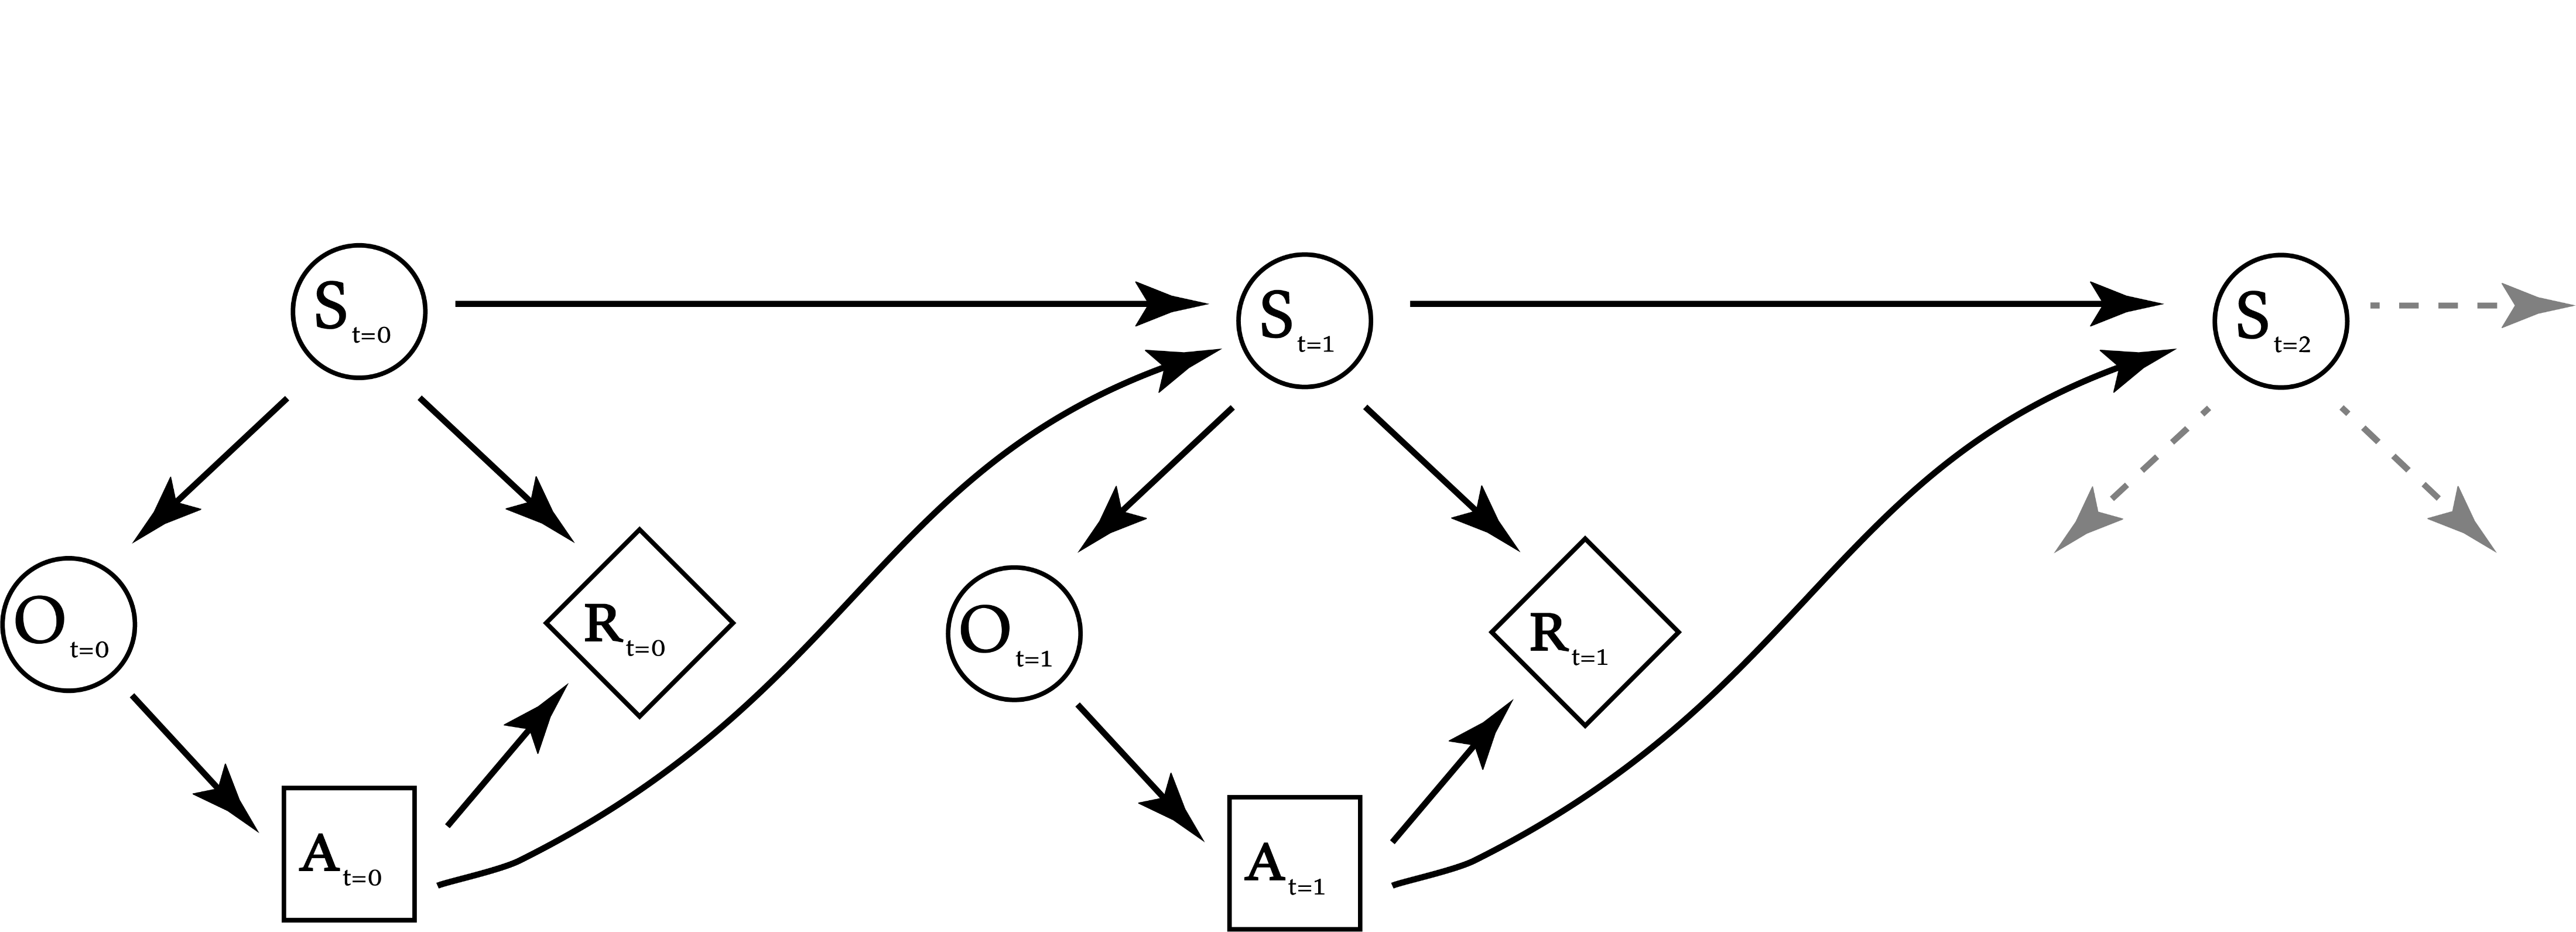 S t=0
S t=1
S t=2
O t=0
R t=0
O t=1
R t=1
A t=0
A t=1